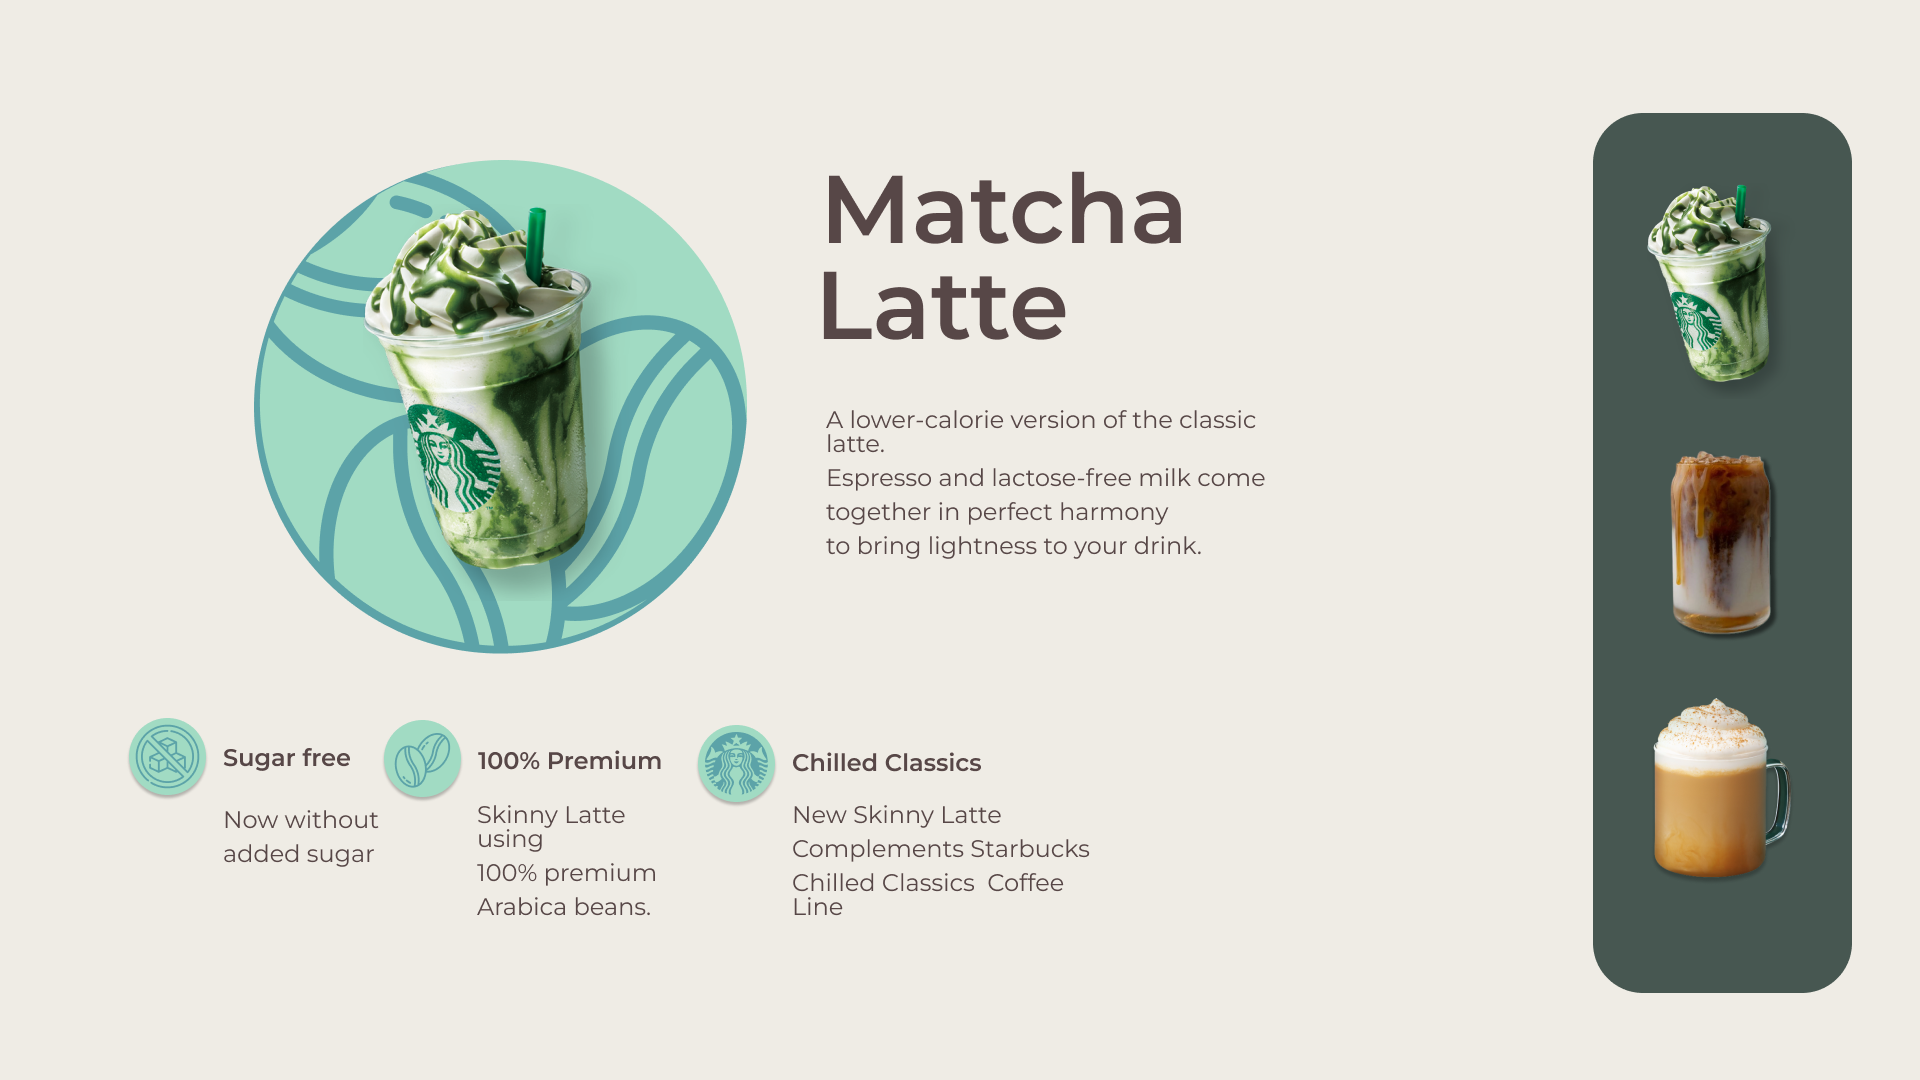 Matcha
Latte
A lower-calorie version of the classic
latte.
Espresso and lactose-free milk come
together in perfect harmony
to bring lightness to your drink.
Sugar free
Now without
added sugar
100% Premium
Skinny Latte
using
100% premium
Arabica beans.
Chilled Classics
New Skinny Latte
Complements Starbucks
Chilled Classics  Coffee
Line